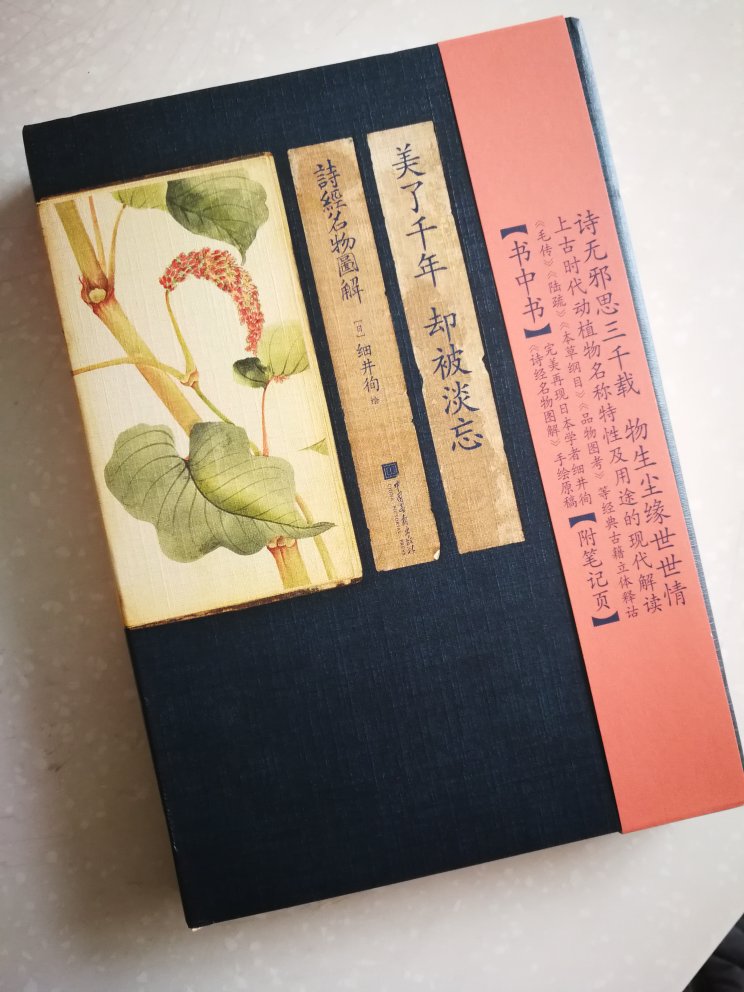 美了千年 却被淡忘
詩經名物圖解
[日] 细井徇 绘
诗无邪思三千载 物生尘缘世世情
上古时代动植物名称特性及用途的现代解读
《毛传》《陆疏》《本草纲目》《品物图考》等经典古籍立体释诂
【书中书】完美再现日本学者细井徇《诗经名物图解》手绘原稿【附笔记页】